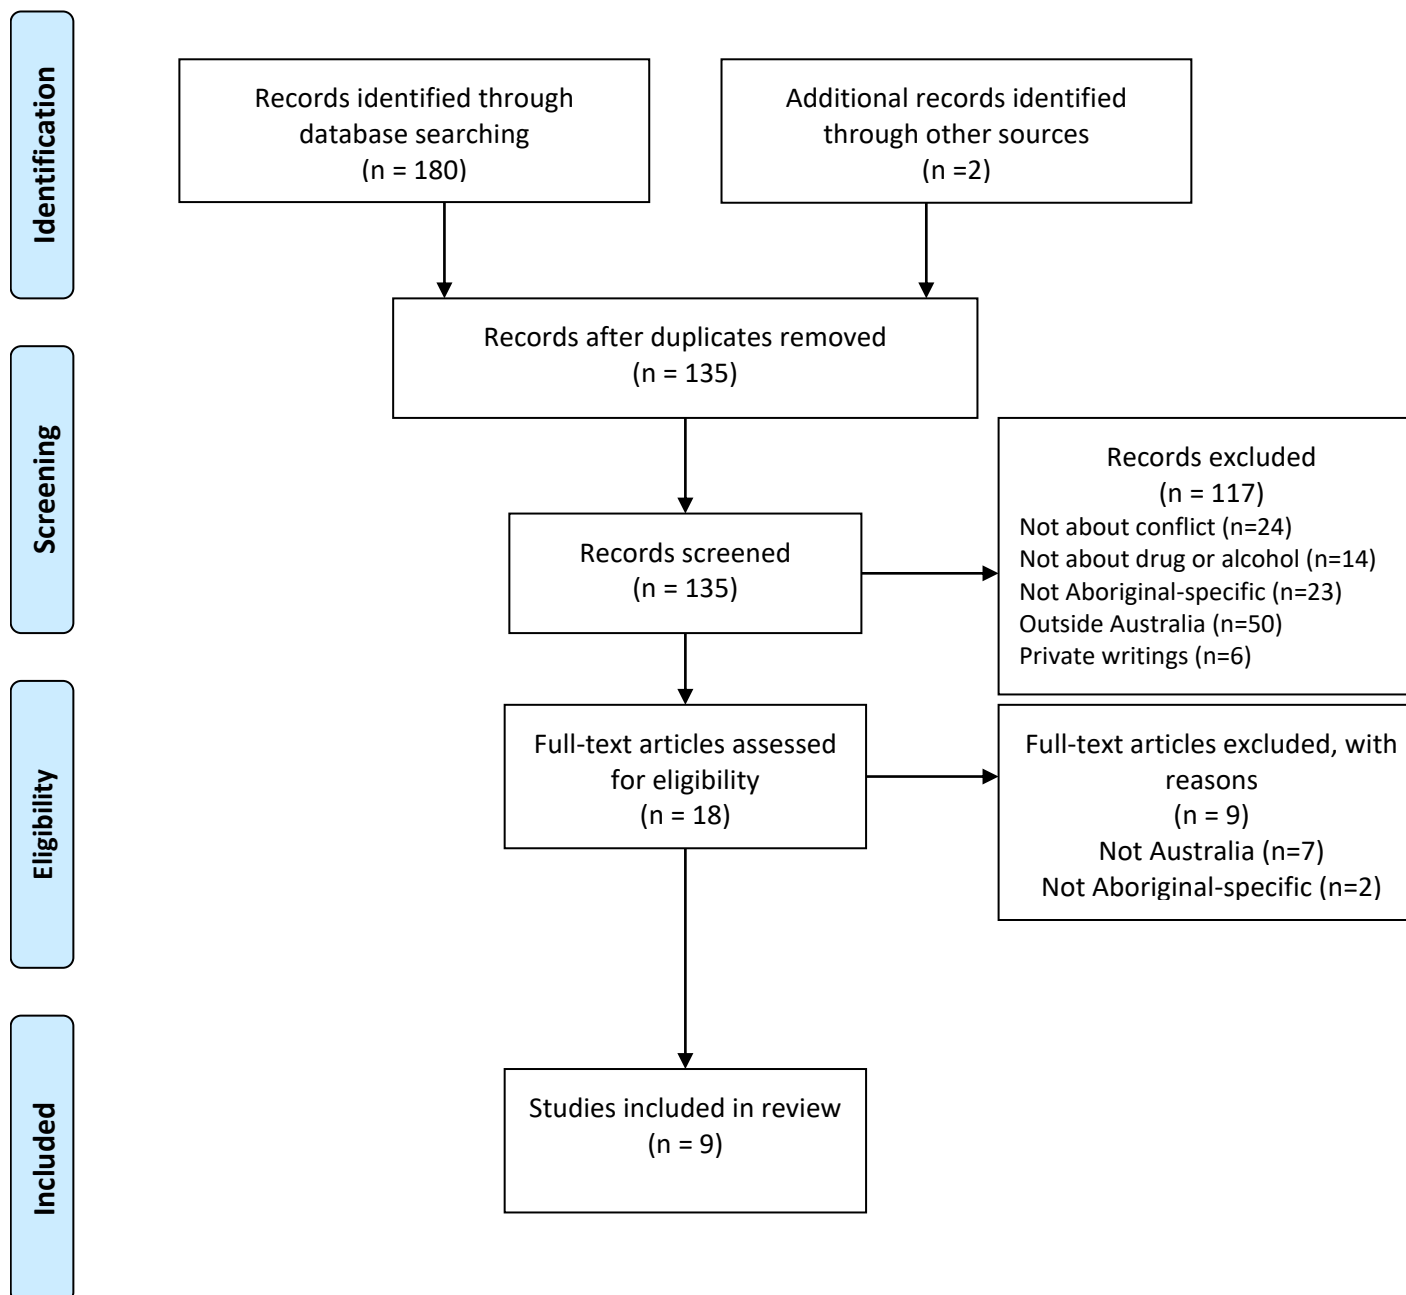 Identification
Records identified through
database searching
(n = 180)
Additional records identified
through other sources
(n =2)
Records after duplicates removed
(n = 135)
Screening
Records screened
(n = 135)
Records excluded
(n = 117)
Not about conflict (n=24)
Not about drug or alcohol (n=14)
Not Aboriginal-specific (n=23)
Outside Australia (n=50)
Private writings (n=6)
Eligibility
Full-text articles assessed
for eligibility
(n = 18)
Full-text articles excluded, with
reasons
(n = 9)
Not Australia (n=7)
Not Aboriginal-specific (n=2)
Included
Studies included in review
(n = 9)